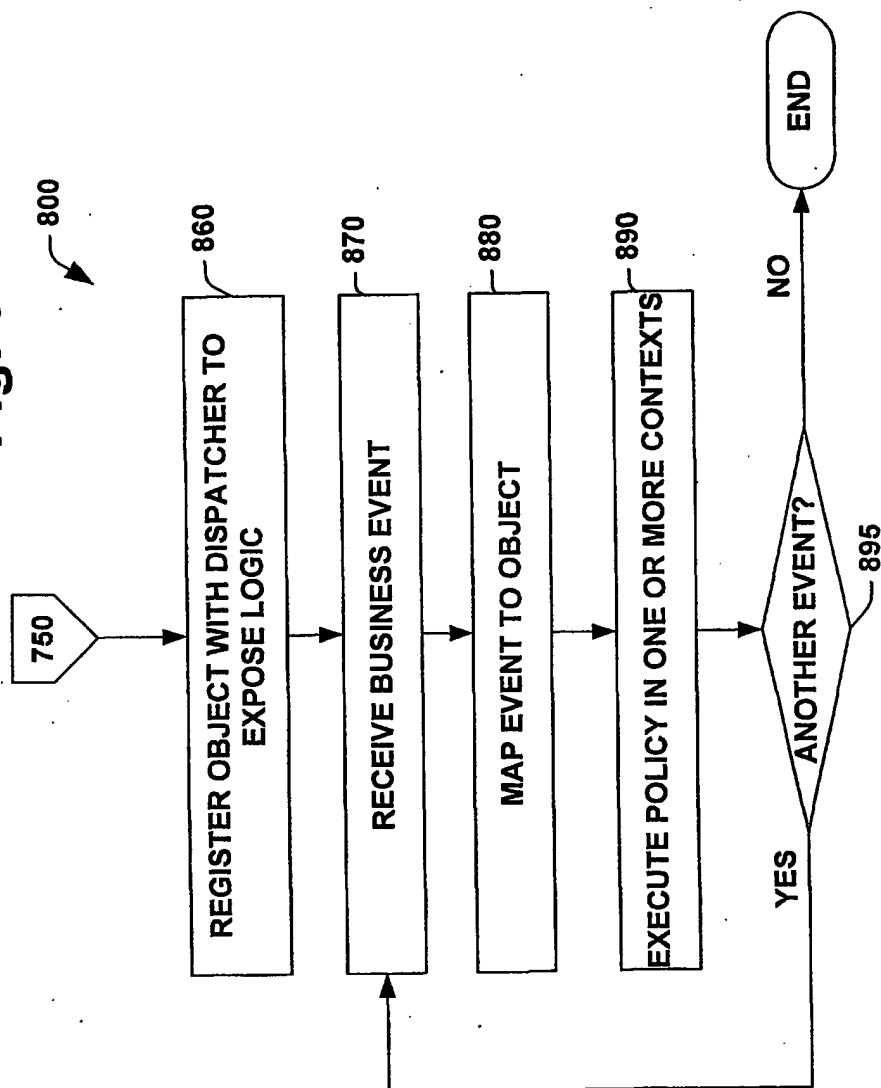 800
750
860
REGISTER OBJECT WITH DISPATCHER TO
EXPOSE LOGIC
870
RECEIVE BUSINESS EVENT
880
MAP EVENT TO OBJECT
890
EXECUTE POLICY IN ONE OR MORE CONTEXTS
ANOTHER EVENT?
895
YES
NO
END